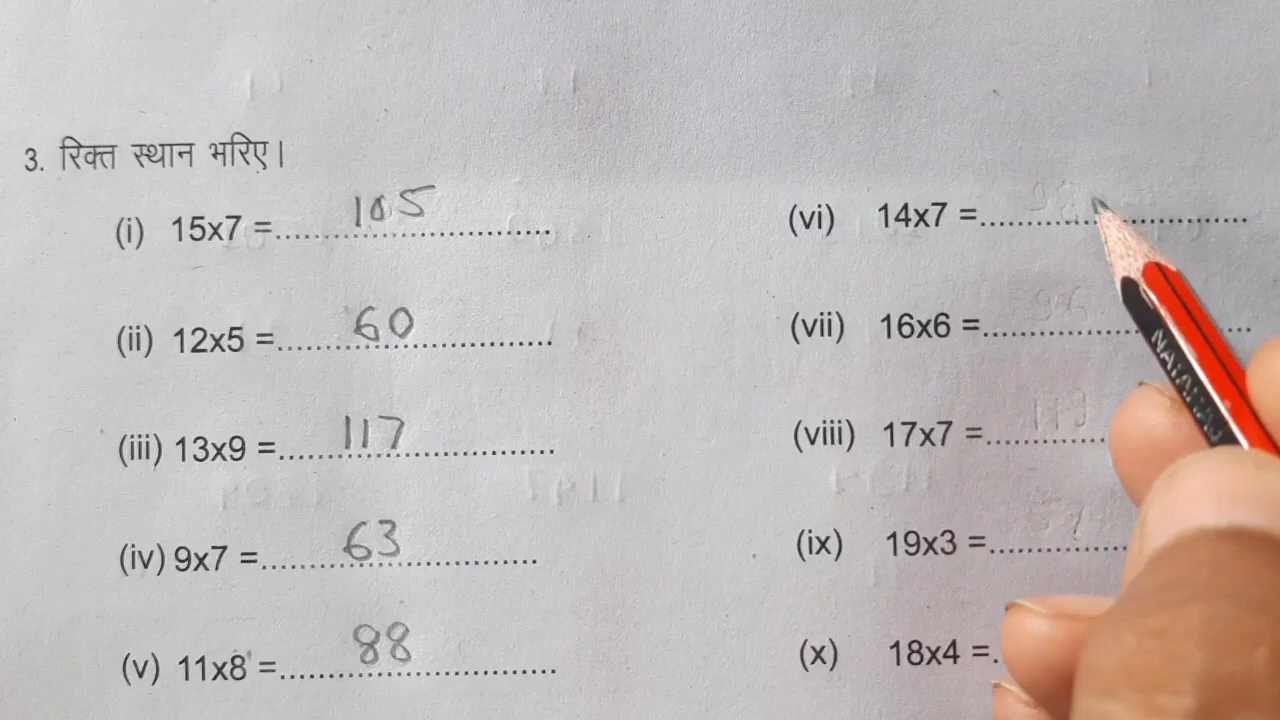 3. रिक्त स्थान भरिए।
(i) 15x7 =.............................. 105
(vi) 14x7 =..............................
(ii) 12x5 =.............................. 60
(vii) 16x6 =..............................
(iii) 13x9 =.............................. 117
(viii) 17x7 =.............
(iv) 9x7 =.............................. 63
(ix) 19x3 =...............
(v) 11x8 =.............................. 88
(x) 18x4 =.